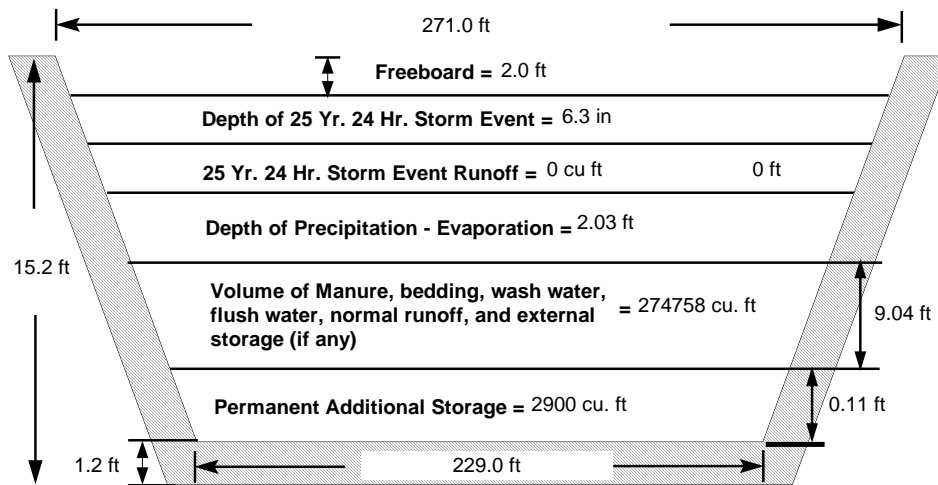 271.0 ft
Freeboard = 2.0 ft
Depth of 25 Yr. 24 Hr. Storm Event = 6.3 in
25 Yr. 24 Hr. Storm Event Runoff = 0 cu ft 0 ft
Depth of Precipitation - Evaporation = 2.03 ft
15.2 ft
Volume of Manure, bedding, wash water,
flush water, normal runoff, and external = 274758 cu. ft
storage (if any)
9.04 ft
Permanent Additional Storage = 2900 cu. ft
0.11 ft
1.2 ft
229.0 ft